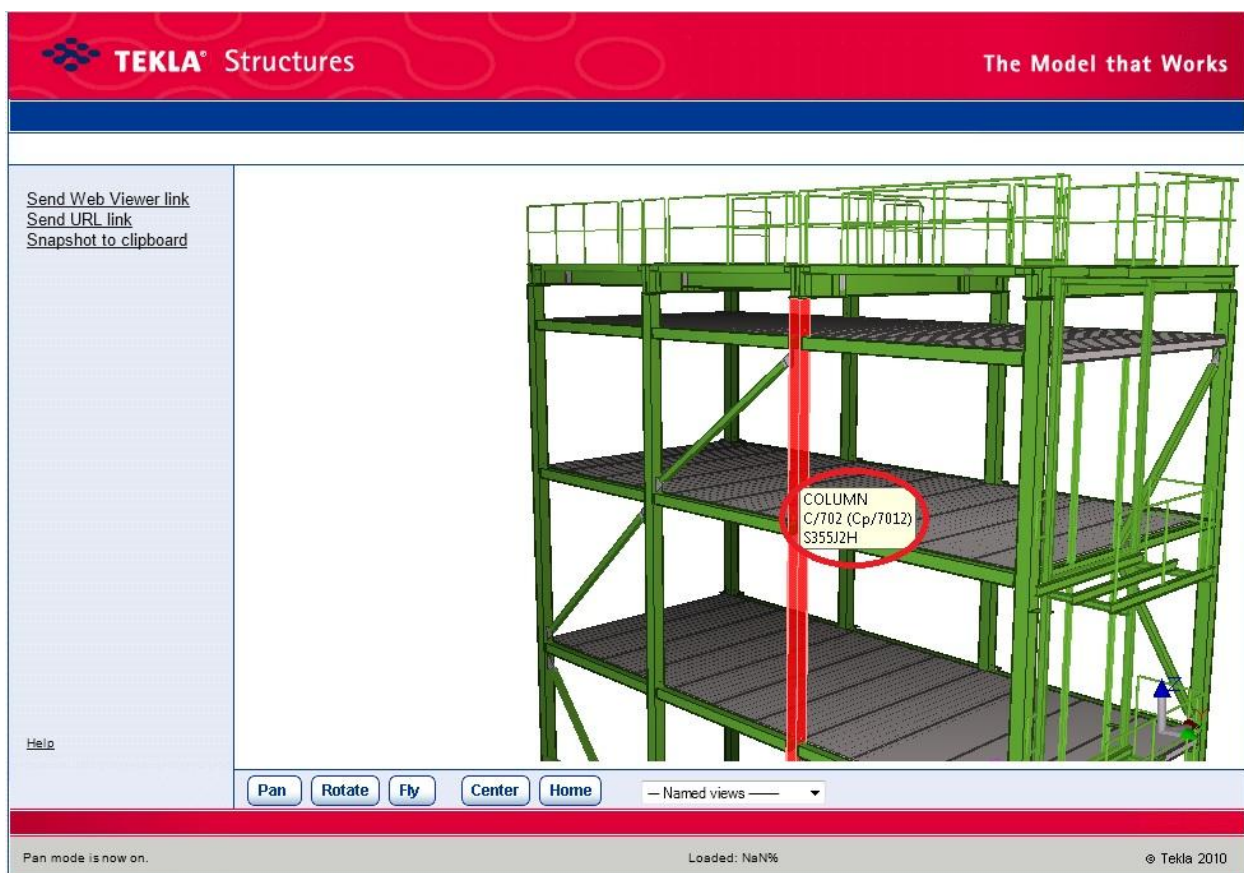 TEKLA® Structures
The Model that Works
Send Web Viewer link
Send URL link
Snapshot to clipboard
COLUMN
C/702 (Cp/7012)
S355J2H
Z
Help
Pan Rotate Fly Center Home — Named views ——
Pan mode is now on. Loaded: NaN% © Tekla 2010